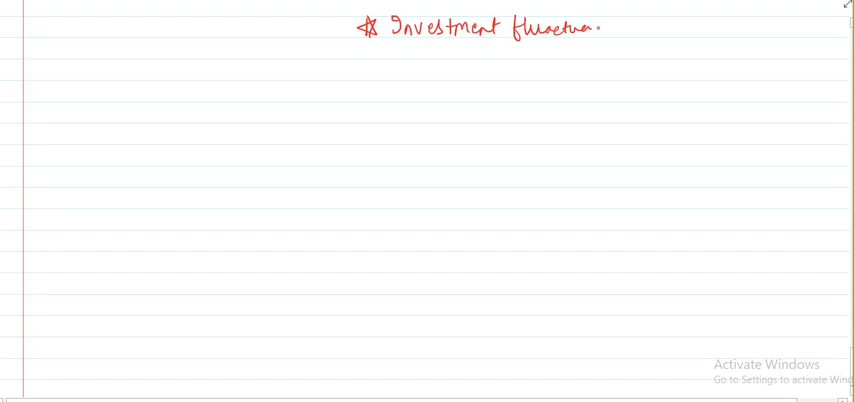 ☆ Investment fluctua.
Activate Windows
Go to Settings to activate Wind